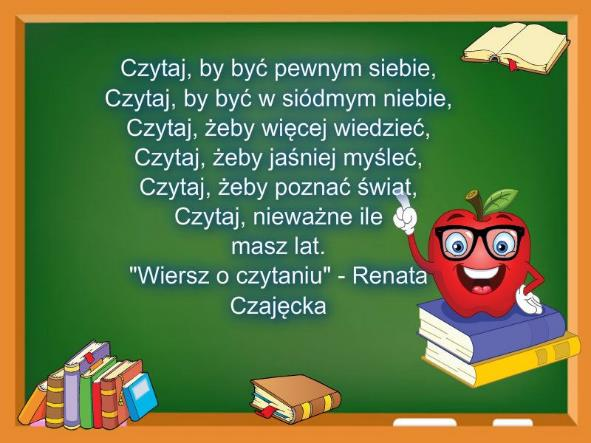 Czytaj, by być pewnym siebie,
Czytaj, by być w siódmym niebie,
Czytaj, żeby więcej wiedzieć,
Czytaj, żeby jaśniej myśleć,
Czytaj, żeby poznać świat,
Czytaj, nieważne ile
masz lat.
"Wiersz o czytaniu" - Renata
Czajęcka